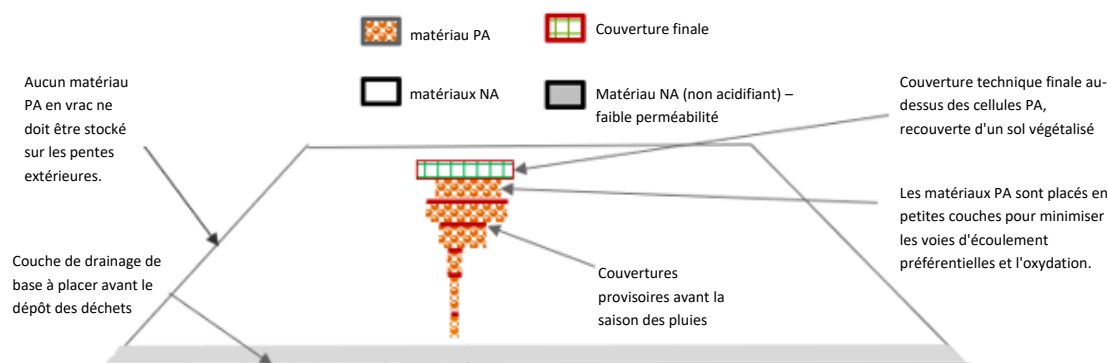 matériau PA
Couverture finale
matériaux NA
Matériau NA (non acidifiant) –
faible perméabilité
Aucun matériau
PA en vrac ne
doit être stocké
sur les pentes
extérieures.
Couverture technique finale au-
dessus des cellules PA,
recouverte d'un sol végétalisé
Les matériaux PA sont placés en
petites couches pour minimiser
les voies d'écoulement
préférentielles et l'oxydation.
Couche de drainage de
base à placer avant le
dépôt des déchets
Couvertures
provisoires avant la
saison des pluies